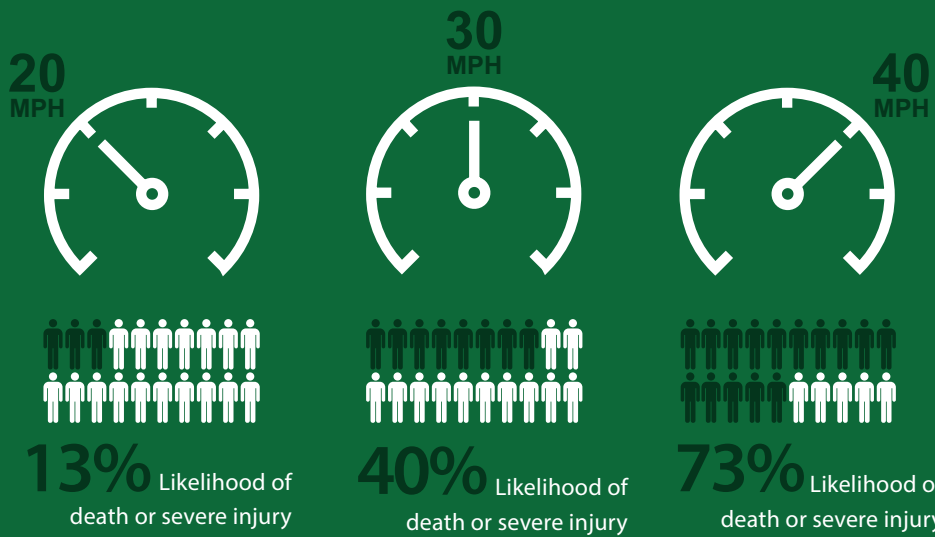 20
MPH
30
MPH
40
MPH
13% Likelihood of
death or severe injury
40% Likelihood of
death or severe injury
73% Likelihood o
death or severe injury